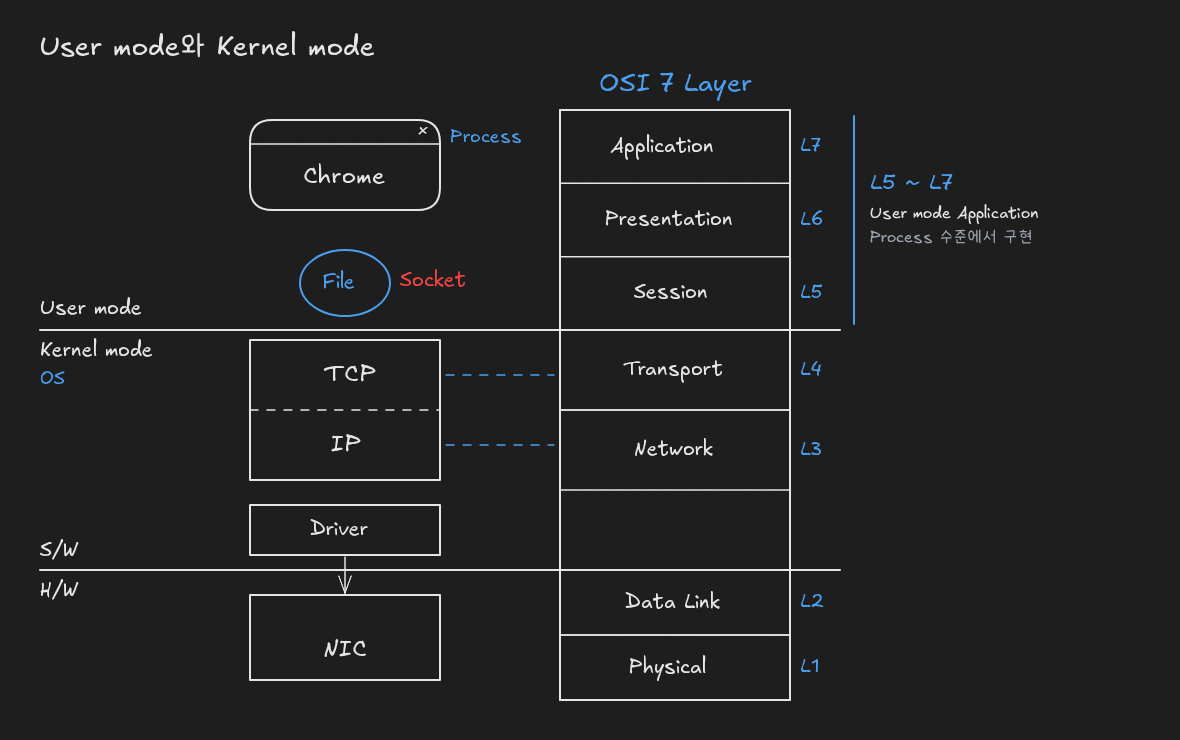 User mode와 Kernel mode
OSI 7 Layer
×
Process
Chrome
Application
L7
Presentation
L6
Session
L5
L5 ~ L7
User mode Application
Process 수준에서 구현
File
Socket
User mode
Kernel mode
OS
TCP
IP
Transport
L4
Network
L3
Driver
S/W
H/W
NIC
Data Link
L2
Physical
L1